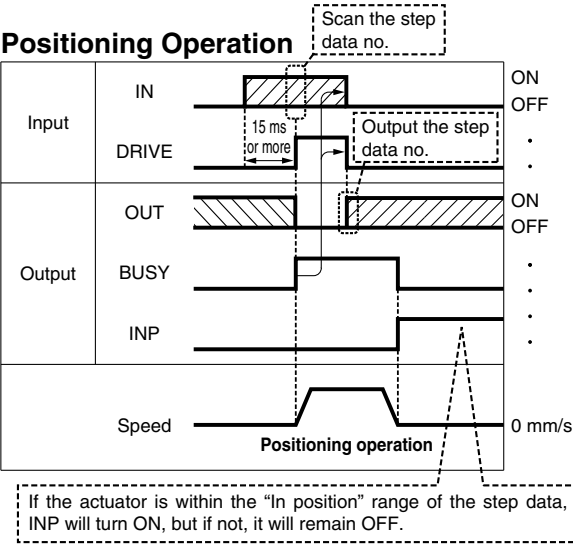 Positioning Operation
Scan the step
data no.
Input
IN
ON
OFF
15 ms
or more
DRIVE
Output the step
data no.
Output
OUT
ON
OFF
BUSY
INP
Speed
0 mm/s
Positioning operation
If the actuator is within the “In position” range of the step data,
INP will turn ON, but if not, it will remain OFF.